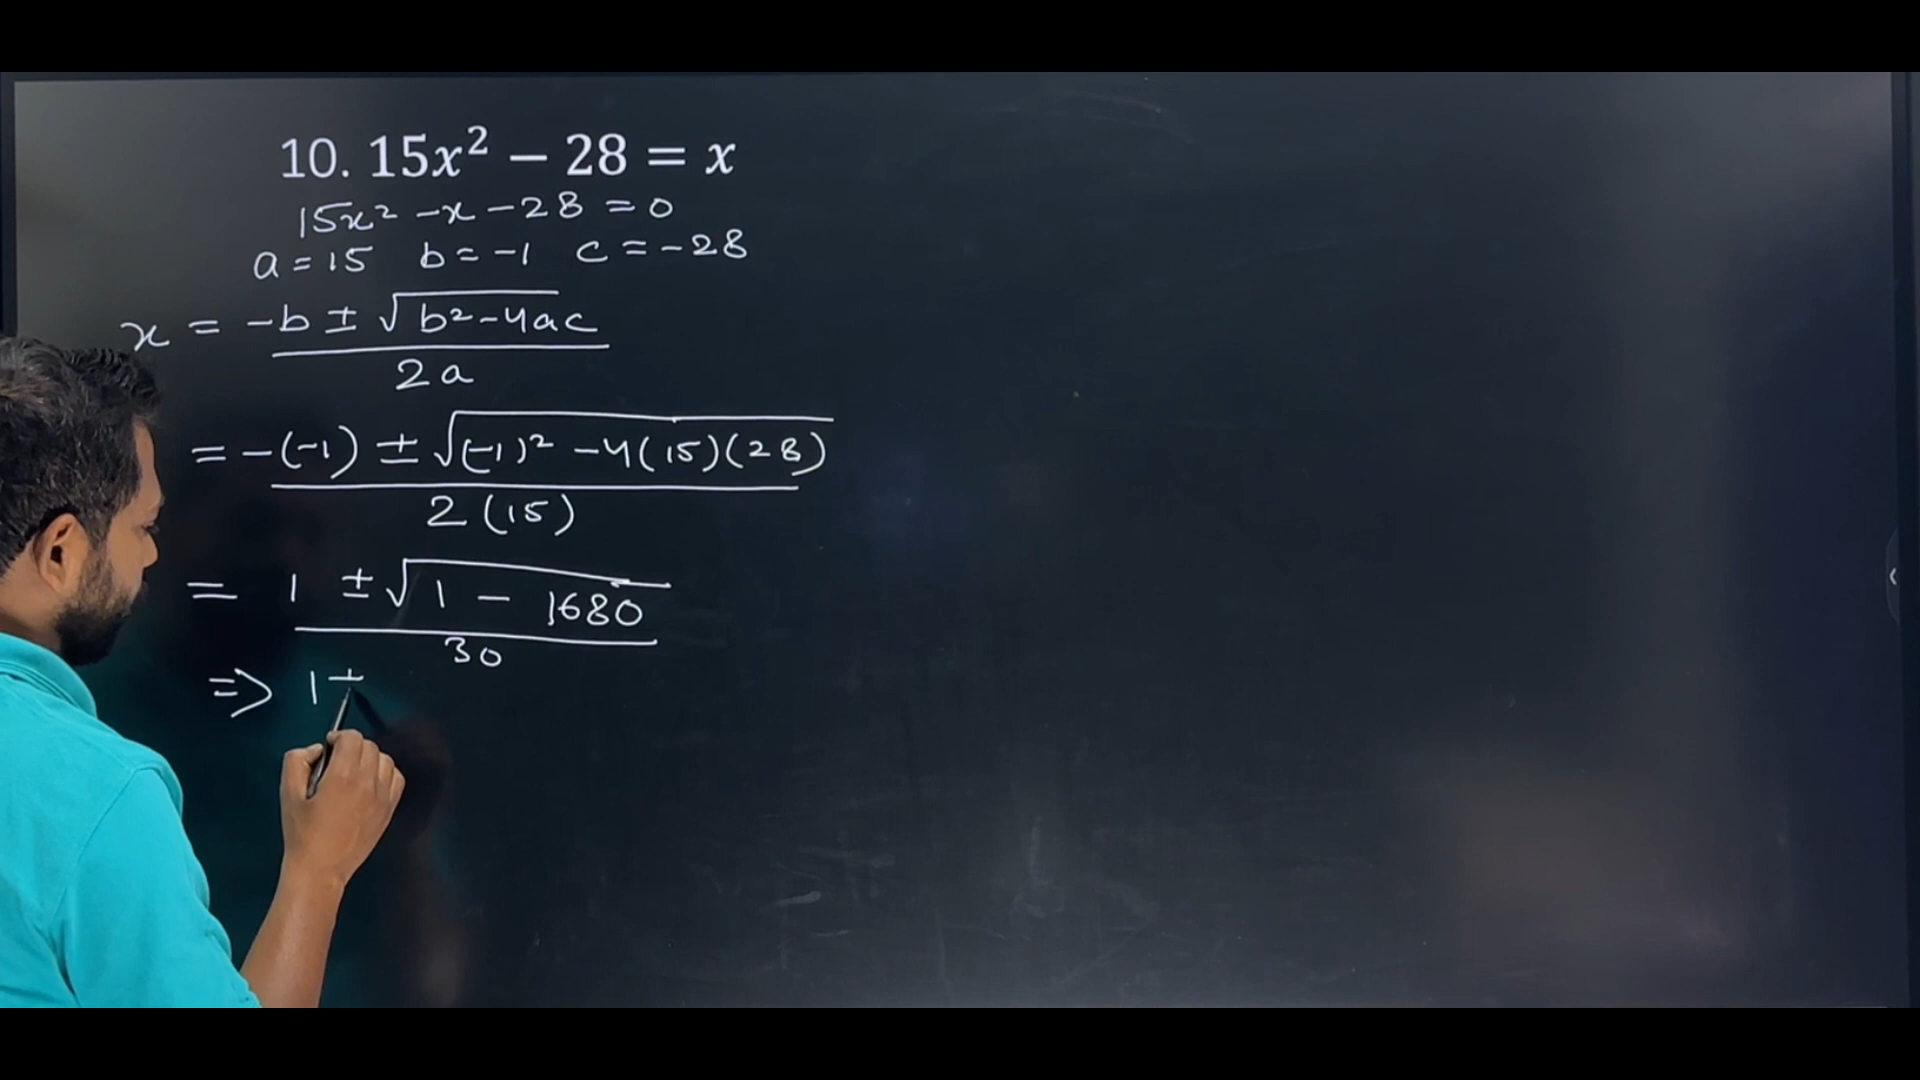 10. 15x² − 28 = x
15x² - x - 28 = 0
a = 15 b = -1 c = -28
x = -b ± √b² - 4ac
2a
= -(-1) ± √(-1)² - 4(15)(28)
2(15)
= 1 ± √1 - 1680
30
=> 1 ±